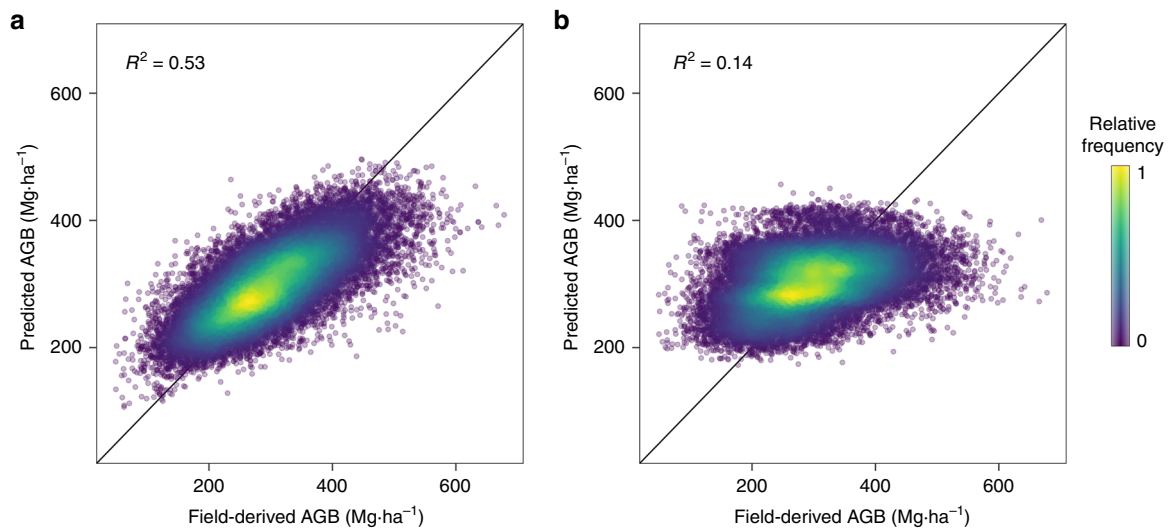 a
R² = 0.53
600
400
200
Predicted AGB (Mg·ha⁻¹)
200
400
600
Field-derived AGB (Mg·ha⁻¹)
b
R² = 0.14
600
400
200
Predicted AGB (Mg·ha⁻¹)
200
400
600
Field-derived AGB (Mg·ha⁻¹)
Relative
frequency
1
0